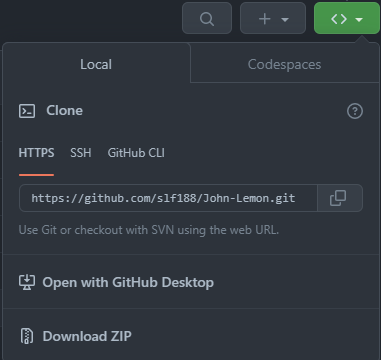 Local
Codespaces
Clone
HTTPS
SSH
GitHub CLI
https://github.com/slf188/John-Lemon.git
Use Git or checkout with SVN using the web URL.
Open with GitHub Desktop
Download ZIP